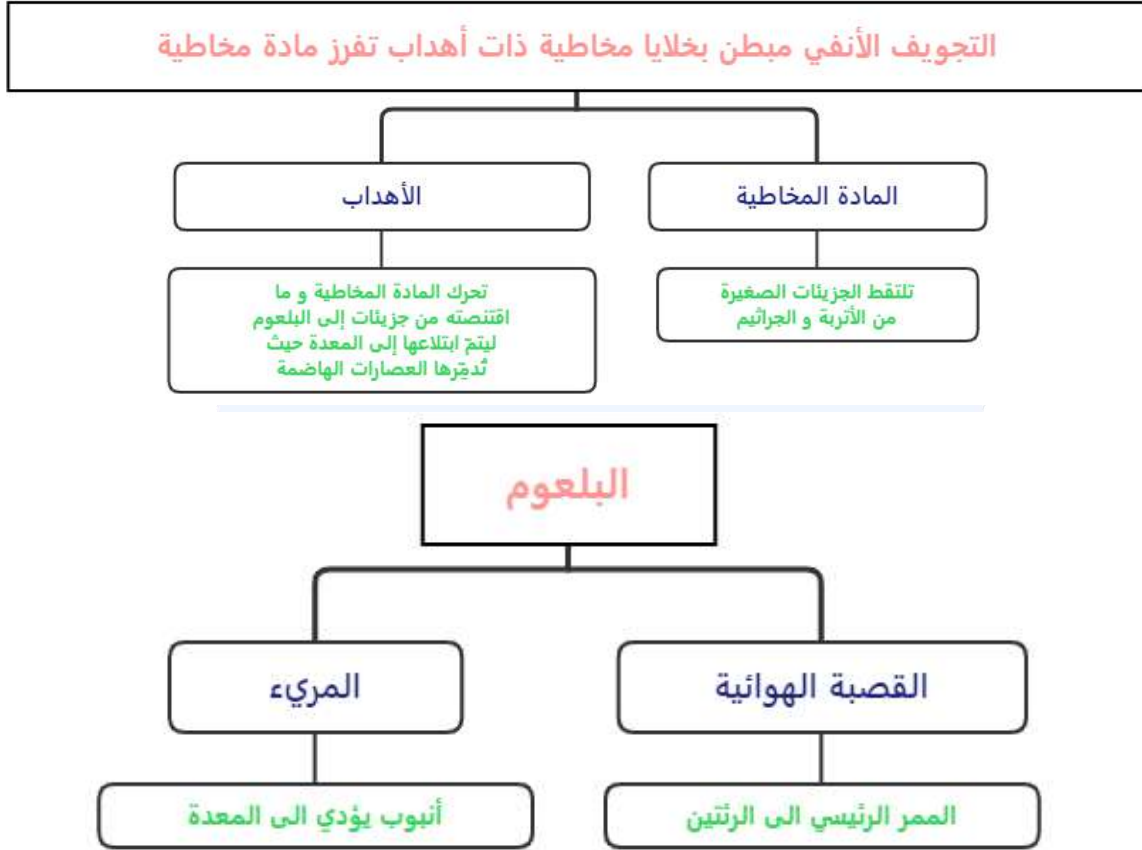 التجويف الأنفي مبطن بخلايا مخاطية ذات أهداب تفرز مادة مخاطية
المادة المخاطية
الأهداب
تلتقط الجزيئات الصغيرة
من الأتربة و الجراثيم
تحرك المادة المخاطية و ما
اقتنصته من جزيئات إلى البلعوم
ليتمّ ابتلاعها إلى المعدة حيث
تُدمِّرها العصارات الهاضمة
البلعوم
القصبة الهوائية
المريء
الممر الرئيسي الى الرئتين
أنبوب يؤدي الى المعدة